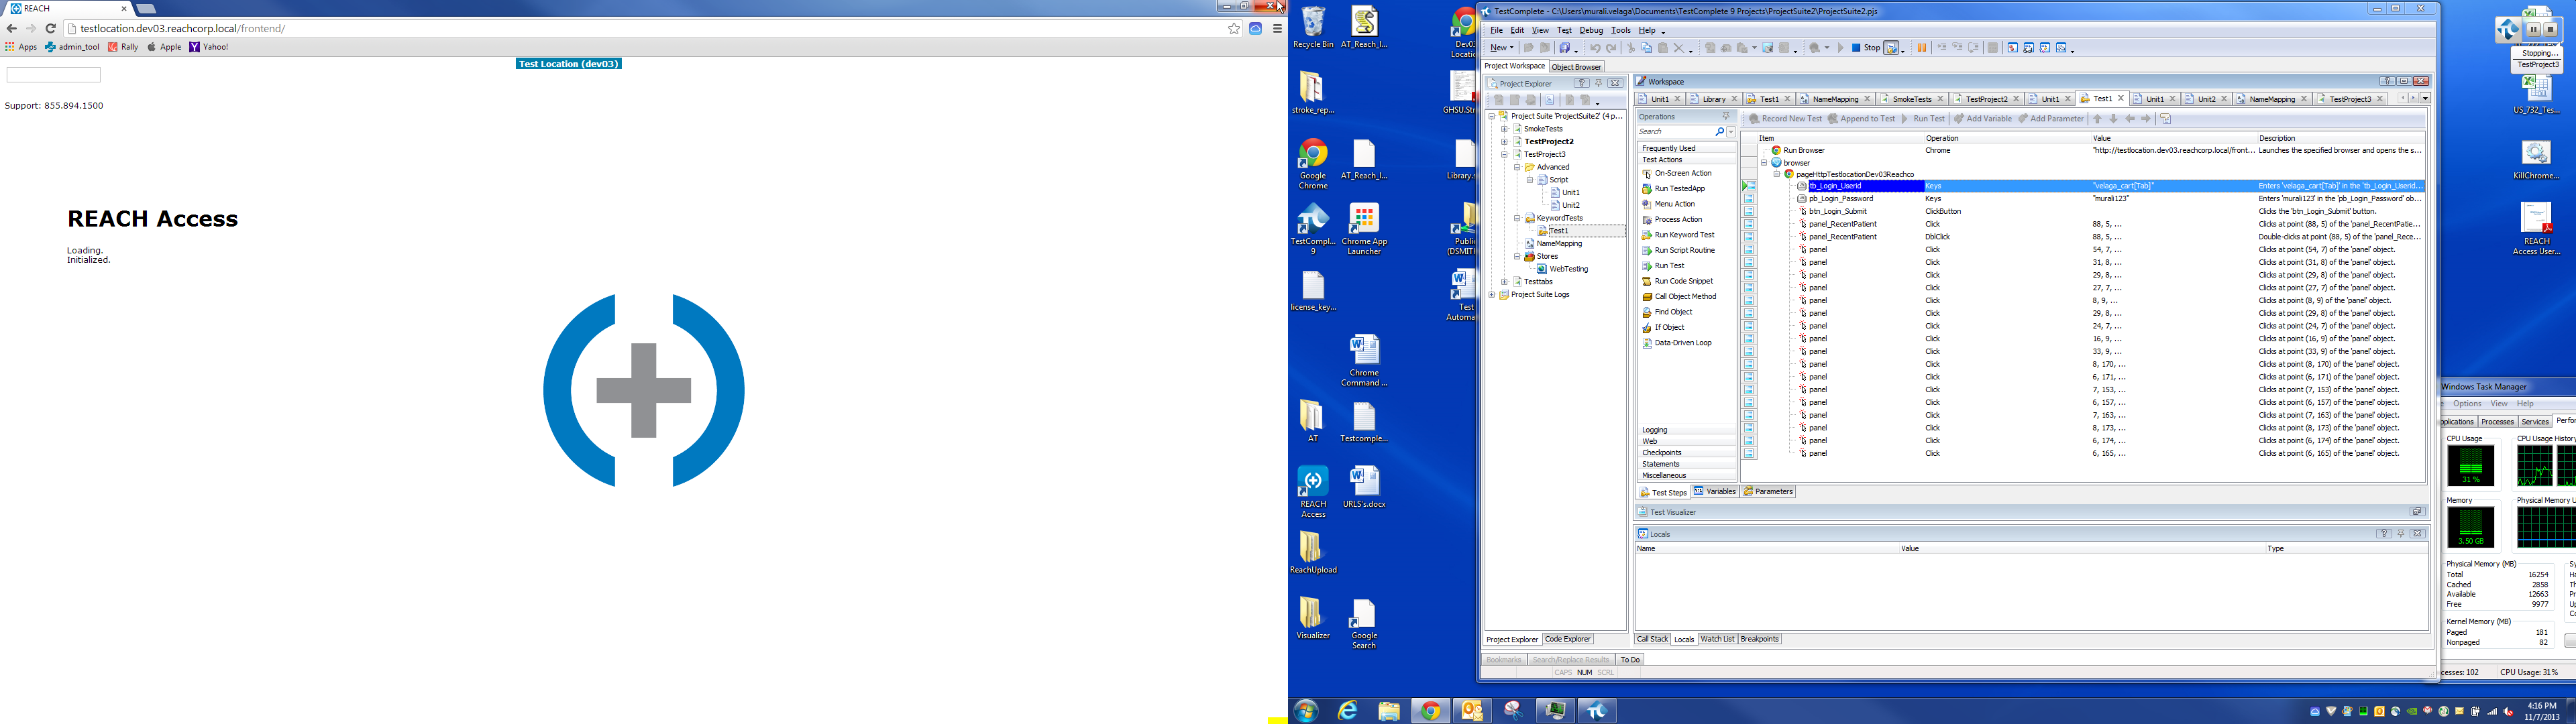 REACH
testlocation.dev03.reachcorp.local/frontend/
Apps admin_tool Rally Apple Yahoo!
Test Location (dev03)
Support: 855.894.1500
REACH Access
Loading.
Initialized.
Recycle Bin
AT_Reach_I...
stroke_rep...
Google Chrome
AT_Reach_I...
TestCompl... 9
Chrome App Launcher
license_key...
Chrome Command ...
AT
Testcomple...
REACH Access
URLS's.docx
ReachUpload
Visualizer
Google Search
TestComplete - C:\Users\murali.velaga\Documents\TestComplete 9 Projects\ProjectSuite2\ProjectSuite2.pjs
File Edit View Test Debug Tools Help
New Stop
Project Workspace Object Browser
Project Explorer
Project Suite 'ProjectSuite2' (4 p...
SmokeTests
TestProject2
TestProject3
Advanced
Script
Unit1
Unit2
KeywordTests
Test1
NameMapping
Stores
WebTesting
Testtabs
Project Suite Logs
Project Explorer Code Explorer
Workspace
Unit1 Library Test1 NameMapping SmokeTests TestProject2 Unit1 Test1 Unit1 Unit2 NameMapping TestProject3
Operations
Search
Frequently Used
Test Actions
On-Screen Action
Run TestedApp
Menu Action
Process Action
Run Keyword Test
Run Script Routine
Run Test
Run Code Snippet
Call Object Method
Find Object
If Object
Data-Driven Loop
Logging
Web
Checkpoints
Statements
Miscellaneous
Record New Test Append to Test Run Test Add Variable Add Parameter
Item Operation Value Description
Run Browser Chrome "http://testlocation.dev03.reachcorp.local/front... Launches the specified browser and opens the s...
browser
pageHttpTestlocationDev03Reachco
tb_Login_Userid Keys "velaga_cart[Tab]" Enters 'velaga_cart[Tab]' in the 'tb_Login_Userid...
pb_Login_Password Keys "murali123" Enters 'murali123' in the 'pb_Login_Password' ob...
btn_Login_Submit ClickButton Clicks the 'btn_Login_Submit' button.
panel_RecentPatient Click 88, 5, ... Clicks at point (88, 5) of the 'panel_RecentPatie...
panel_RecentPatient DblClick 88, 5, ... Double-clicks at point (88, 5) of the 'panel_Rece...
panel Click 54, 7, ... Clicks at point (54, 7) of the 'panel' object.
panel Click 31, 8, ... Clicks at point (31, 8) of the 'panel' object.
panel Click 29, 8, ... Clicks at point (29, 8) of the 'panel' object.
panel Click 27, 7, ... Clicks at point (27, 7) of the 'panel' object.
panel Click 8, 9, ... Clicks at point (8, 9) of the 'panel' object.
panel Click 29, 8, ... Clicks at point (29, 8) of the 'panel' object.
panel Click 24, 7, ... Clicks at point (24, 7) of the 'panel' object.
panel Click 16, 9, ... Clicks at point (16, 9) of the 'panel' object.
panel Click 33, 9, ... Clicks at point (33, 9) of the 'panel' object.
panel Click 8, 170, ... Clicks at point (8, 170) of the 'panel' object.
panel Click 6, 171, ... Clicks at point (6, 171) of the 'panel' object.
panel Click 7, 153, ... Clicks at point (7, 153) of the 'panel' object.
panel Click 6, 157, ... Clicks at point (6, 157) of the 'panel' object.
panel Click 7, 163, ... Clicks at point (7, 163) of the 'panel' object.
panel Click 8, 173, ... Clicks at point (8, 173) of the 'panel' object.
panel Click 6, 174, ... Clicks at point (6, 174) of the 'panel' object.
panel Click 6, 165, ... Clicks at point (6, 165) of the 'panel' object.
Test Steps Variables Parameters
Test Visualizer
Locals
Name Value Type
Call Stack Locals Watch List Breakpoints
Bookmarks Search/Replace Results To Do
CAPS NUM SCRL
Stopping...
TestProject3
US_732_Tes...
KillChrome...
REACH Access User...
Windows Task Manager
Options View Help
Processes Services
CPU Usage CPU Usage History
31 %
Memory
3.50 GB
Physical Memory (MB)
Total 16254
Cached 2858
Available 12663
Free 9977
Kernel Memory (MB)
Paged 181
Nonpaged 82
CPU Usage: 31%
4:16 PM
11/7/2013